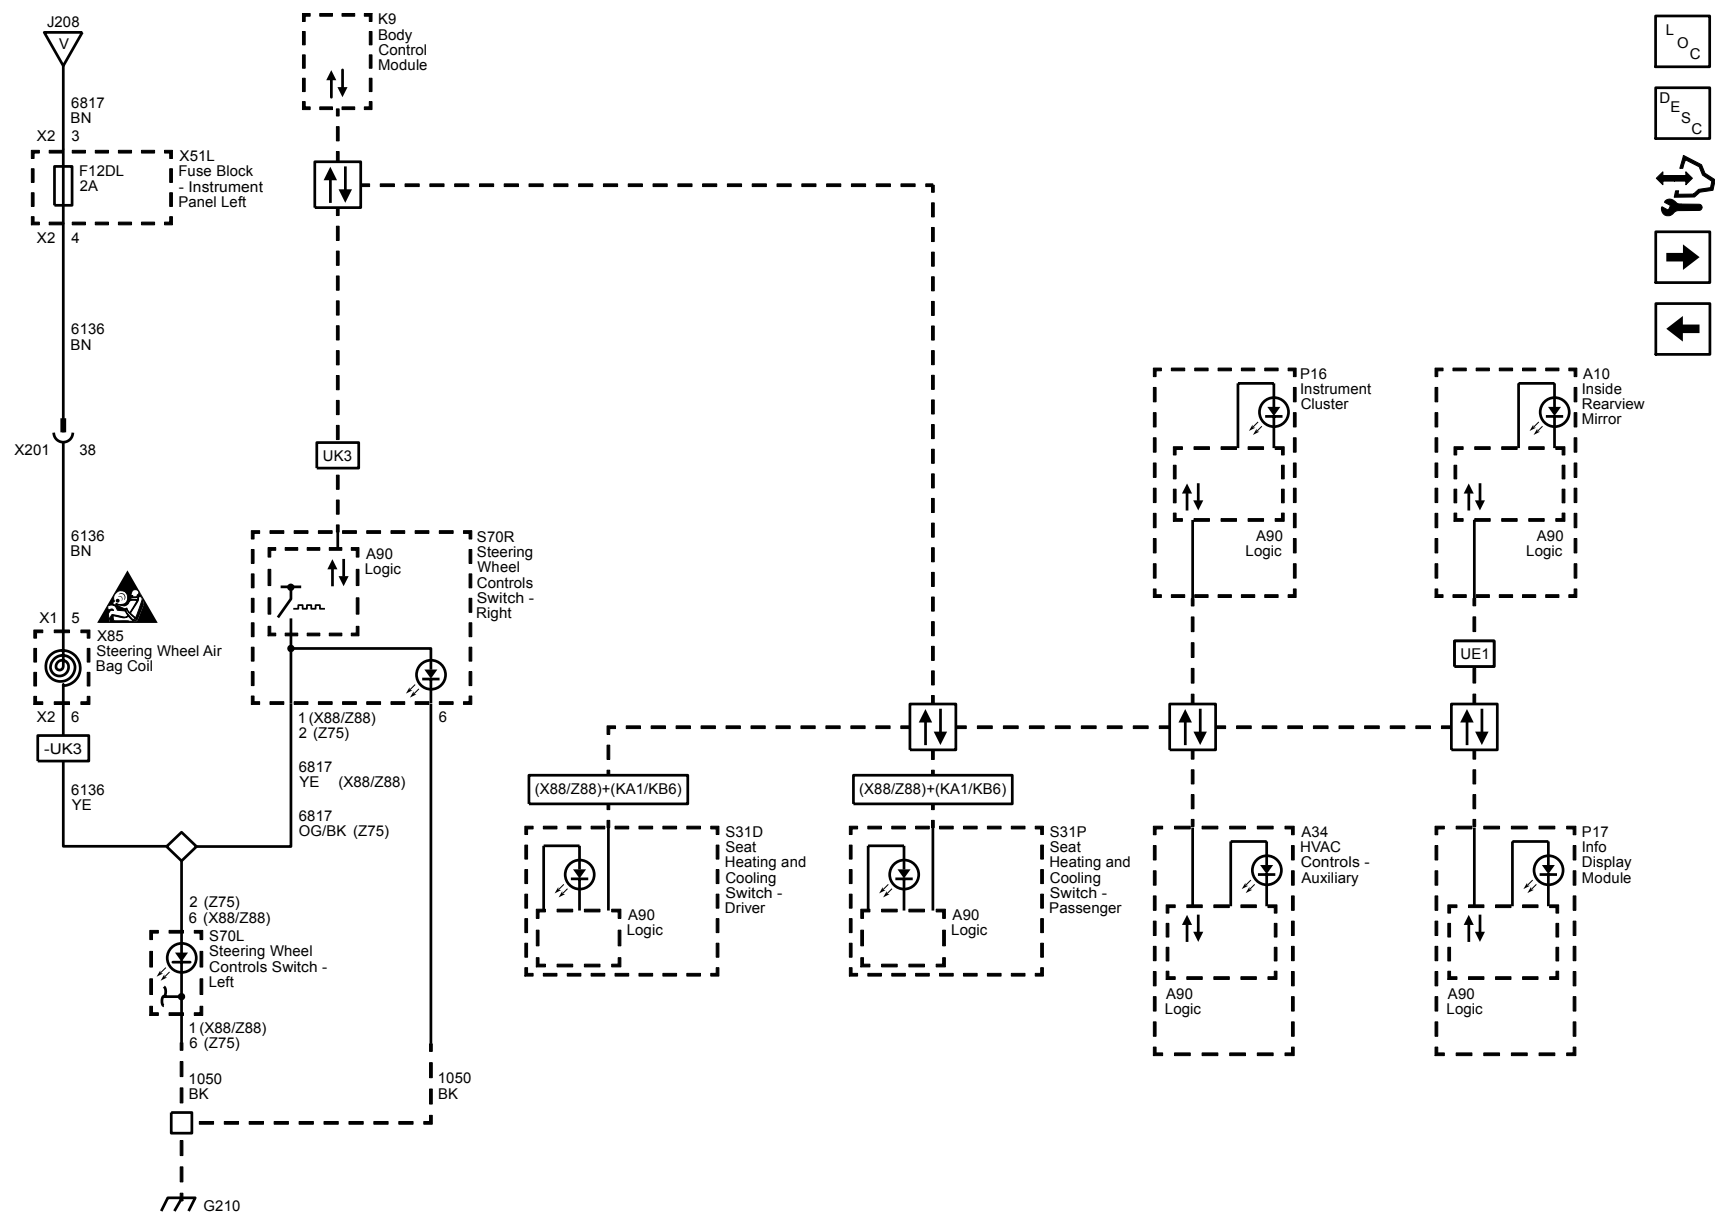 J208
V
6817
BN
X2 3
F12DL
2A
X51L
Fuse Block
- Instrument
Panel Left
X2 4
6136
BN
X201 38
6136
BN
X1 5
X85
Steering Wheel Air
Bag Coil
X2 6
-UK3
6136
YE
K9
Body
Control
Module
UK3
S70R
Steering
Wheel
Controls
Switch -
Right
A90
Logic
1 (X88/Z88)
2 (Z75)
6
6817
YE (X88/Z88)
6817
OG/BK (Z75)
2 (Z75)
6 (X88/Z88)
S70L
Steering Wheel
Controls Switch -
Left
1 (X88/Z88)
6 (Z75)
1050
BK
1050
BK
G210
(X88/Z88)+(KA1/KB6)
S31D
Seat
Heating and
Cooling
Switch -
Driver
A90
Logic
(X88/Z88)+(KA1/KB6)
S31P
Seat
Heating and
Cooling
Switch -
Passenger
A90
Logic
P16
Instrument
Cluster
A90
Logic
A34
HVAC
Controls -
Auxiliary
A90
Logic
A10
Inside
Rearview
Mirror
A90
Logic
UE1
P17
Info
Display
Module
A90
Logic
LOC
DESC